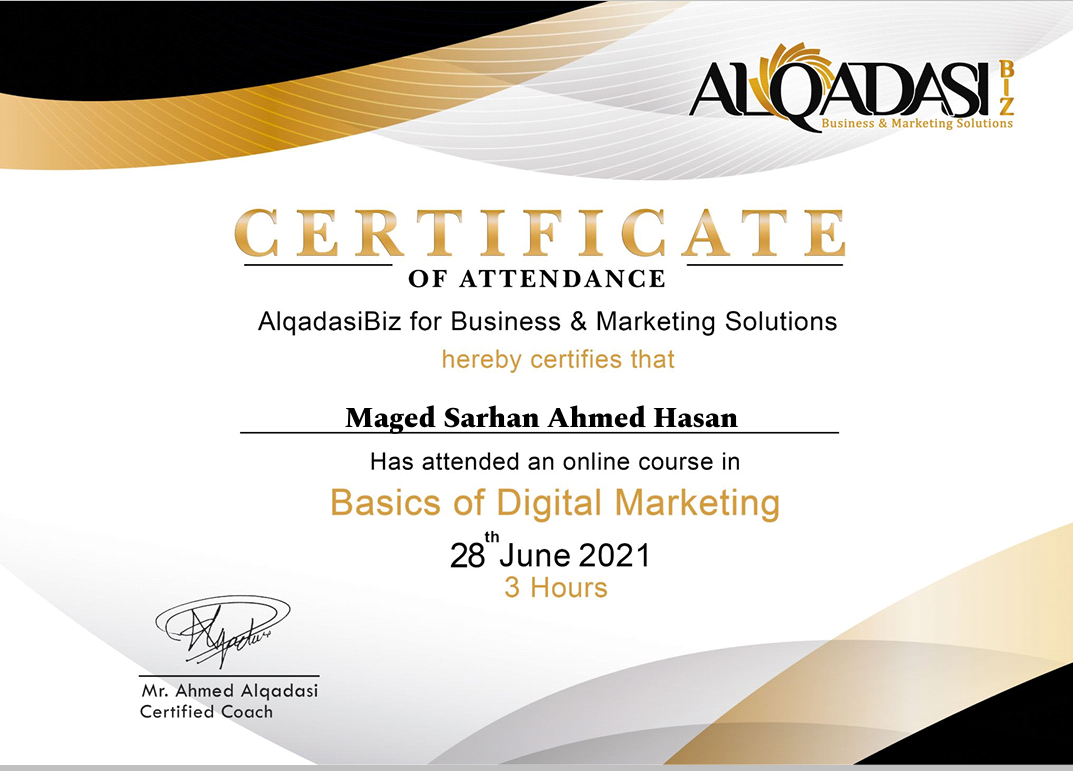 ALQADASI BIZ
Business & Marketing Solutions
CERTIFICATE
OF ATTENDANCE
AlqadasiBiz for Business & Marketing Solutions
hereby certifies that
Maged Sarhan Ahmed Hasan
Has attended an online course in
Basics of Digital Marketing
28th June 2021
3 Hours
Mr. Ahmed Alqadasi
Certified Coach